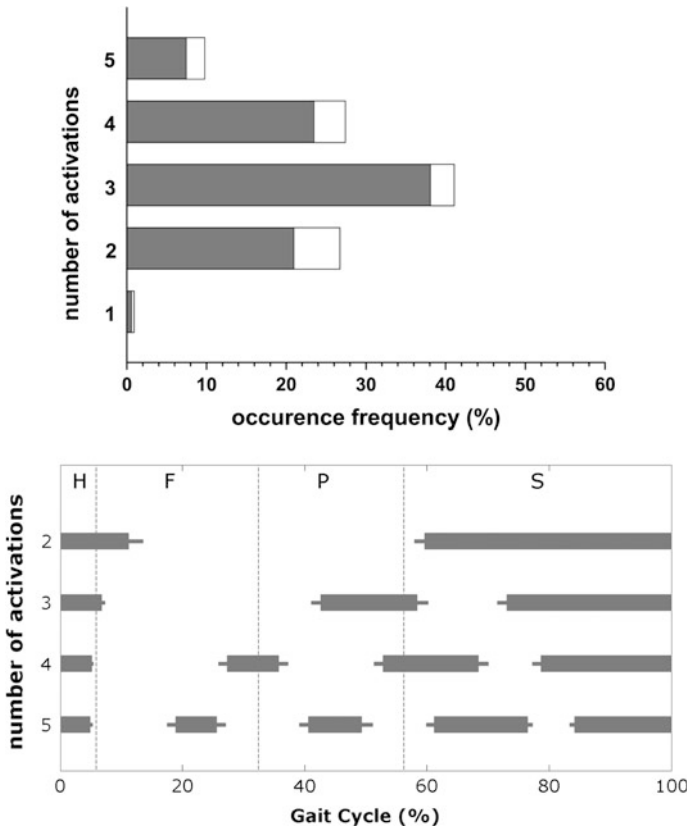 number of activations
5
4
3
2
1
0 10 20 30 40 50 60
occurence frequency (%)
H F P S
number of activations
2
3
4
5
0 20 40 60 80 100
Gait Cycle (%)